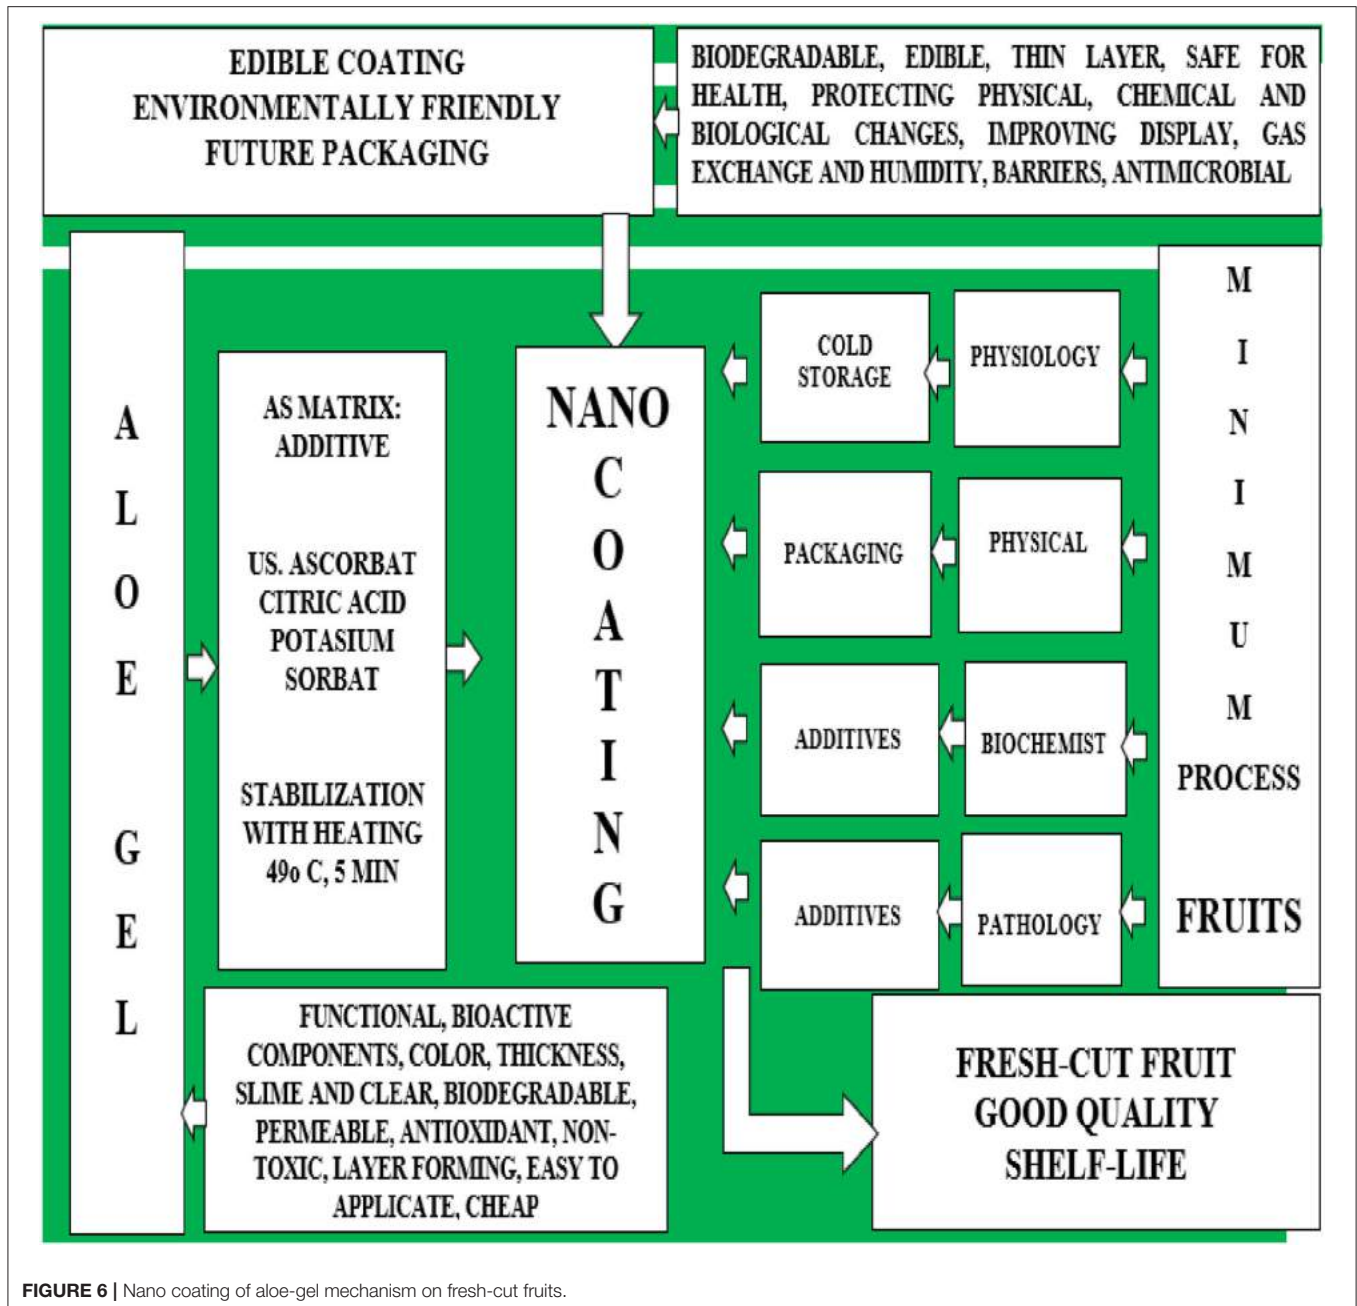 EDIBLE COATING
ENVIRONMENTALLY FRIENDLY
FUTURE PACKAGING
BIODEGRADABLE, EDIBLE, THIN LAYER, SAFE FOR
HEALTH, PROTECTING PHYSICAL, CHEMICAL AND
BIOLOGICAL CHANGES, IMPROVING DISPLAY, GAS
EXCHANGE AND HUMIDITY, BARRIERS, ANTIMICROBIAL
A
L
O
E
G
E
L
AS MATRIX:
ADDITIVE
US. ASCORBAT
CITRIC ACID
POTASIUM
SORBAT
STABILIZATION
WITH HEATING
49o C, 5 MIN
NANO
C
O
A
T
I
N
G
COLD
STORAGE
PHYSIOLOGY
PACKAGING
PHYSICAL
ADDITIVES
BIOCHEMIST
ADDITIVES
PATHOLOGY
M
I
N
I
M
U
M
PROCESS
FRUITS
FUNCTIONAL, BIOACTIVE
COMPONENTS, COLOR, THICKNESS,
SLIME AND CLEAR, BIODEGRADABLE,
PERMEABLE, ANTIOXIDANT, NON-
TOXIC, LAYER FORMING, EASY TO
APPLICATE, CHEAP
FRESH-CUT FRUIT
GOOD QUALITY
SHELF-LIFE
FIGURE 6 | Nano coating of aloe-gel mechanism on fresh-cut fruits.